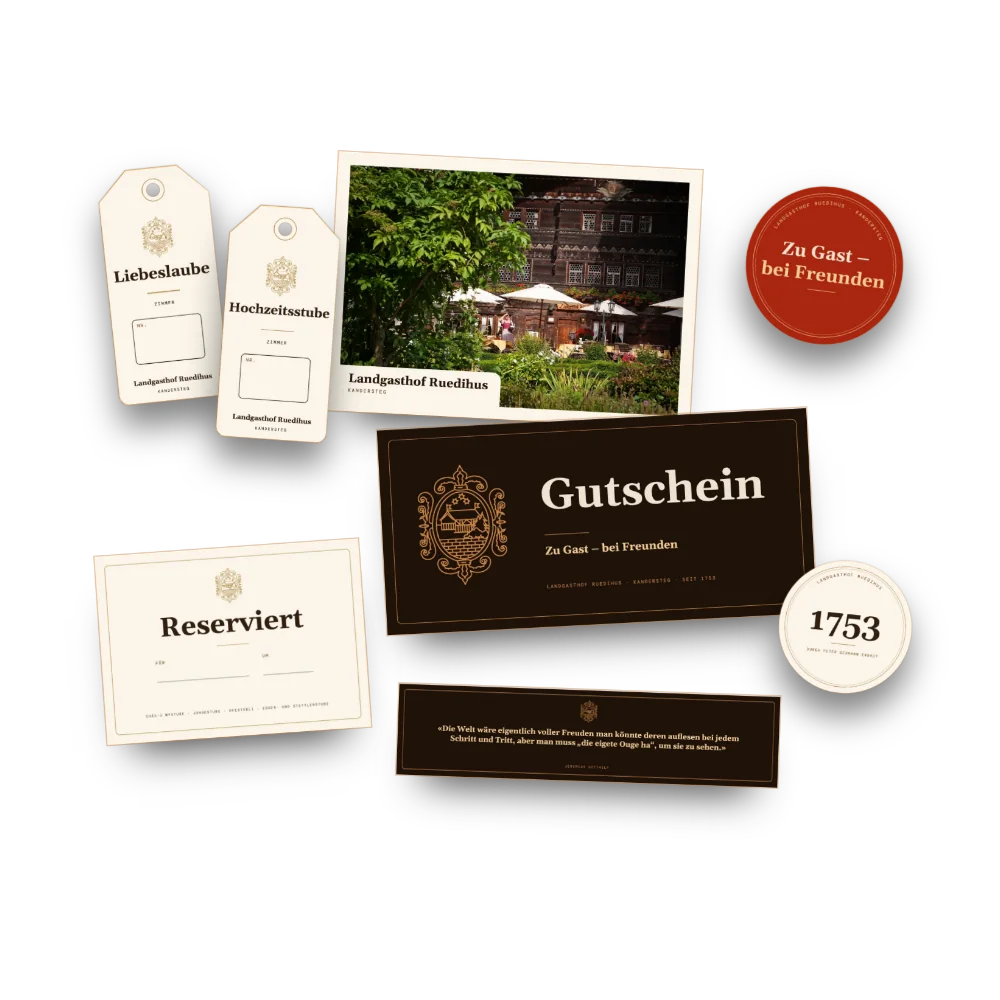 Liebeslaube
ZIMMER
NR.
Landgasthof Ruedihus
KANDERSTEG
Hochzeitsstube
ZIMMER
NR.
Landgasthof Ruedihus
KANDERSTEG
Landgasthof Ruedihus
KANDERSTEG
LANDGASTHOF RUEDIHUS · KANDERSTEG
Zu Gast –
bei Freunden
Gutschein
Zu Gast – bei Freunden
LANDGASTHOF RUEDIHUS · KANDERSTEG · SEIT 1753
Reserviert
FÜR
UM
LANDGASTHOF RUEDIHUS
1753
«Die Welt wäre eigentlich voller Freuden man könnte deren auflesen bei jedem
Schritt und Tritt, aber man muss „die eigete Ouge ha“, um sie zu sehen.»
JEREMIAS GOTTHELF